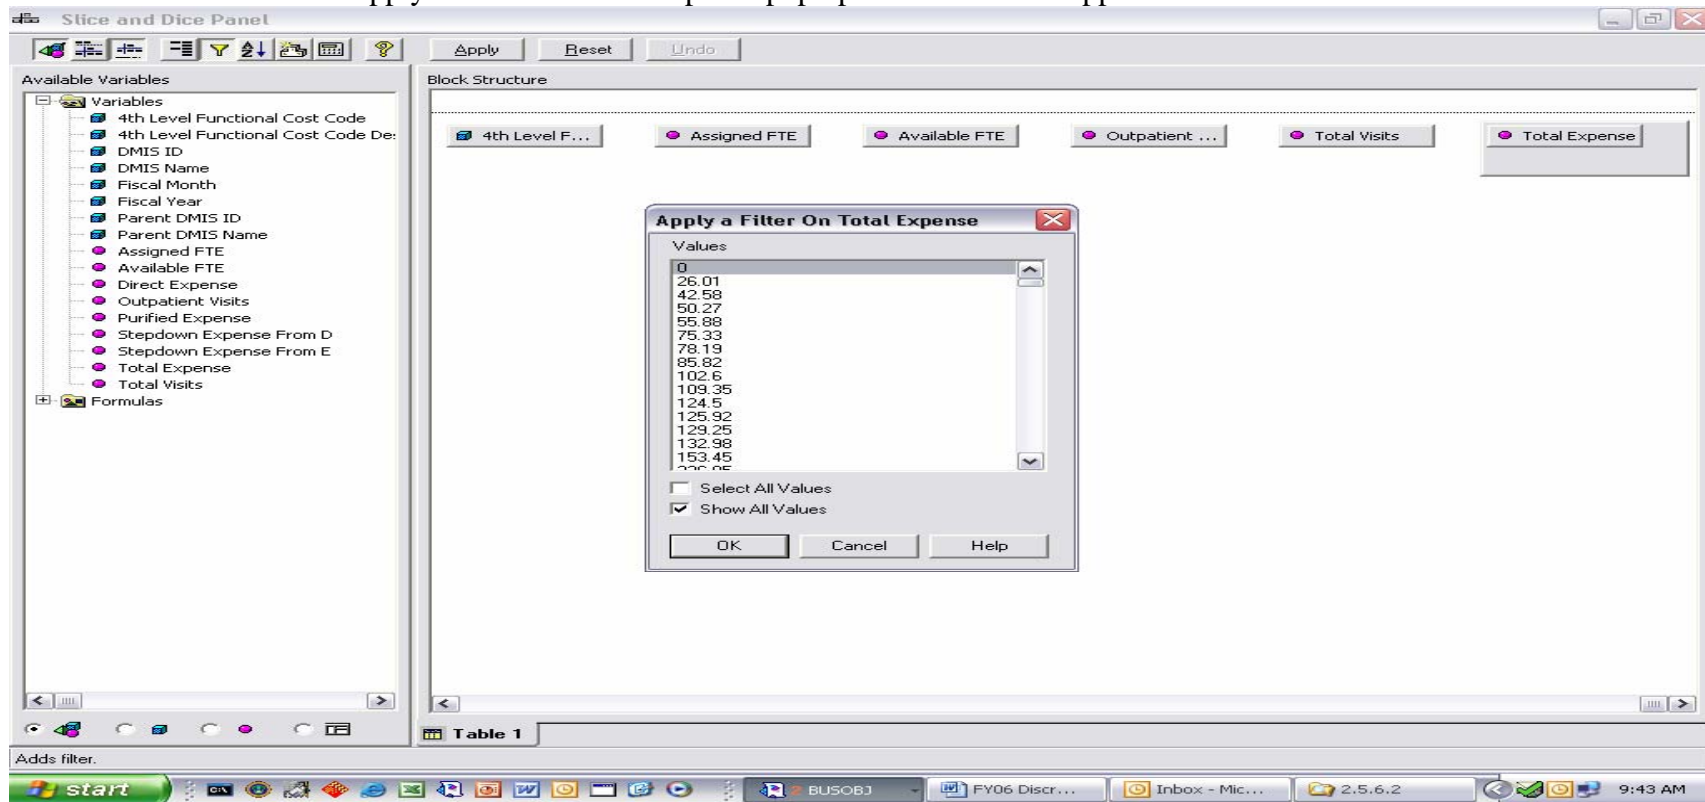 Slice and Dice Panel
Apply Reset Undo
Available Variables
Block Structure
Variables
4th Level Functional Cost Code
4th Level Functional Cost Code De:
DMIS ID
DMIS Name
Fiscal Month
Fiscal Year
Parent DMIS ID
Parent DMIS Name
Assigned FTE
Available FTE
Direct Expense
Outpatient Visits
Purified Expense
Stepdown Expense From D
Stepdown Expense From E
Total Expense
Total Visits
Formulas
4th Level F... Assigned FTE Available FTE Outpatient ... Total Visits Total Expense
Apply a Filter On Total Expense
Values
0
26.01
42.58
50.27
55.88
75.33
78.19
85.82
102.6
109.35
124.5
125.92
129.25
132.98
153.45
Select All Values
Show All Values
OK Cancel Help
Table 1
Adds filter.
start BUSOBJ FY06 Discr... Inbox - Mic... 2.5.6.2 9:43 AM